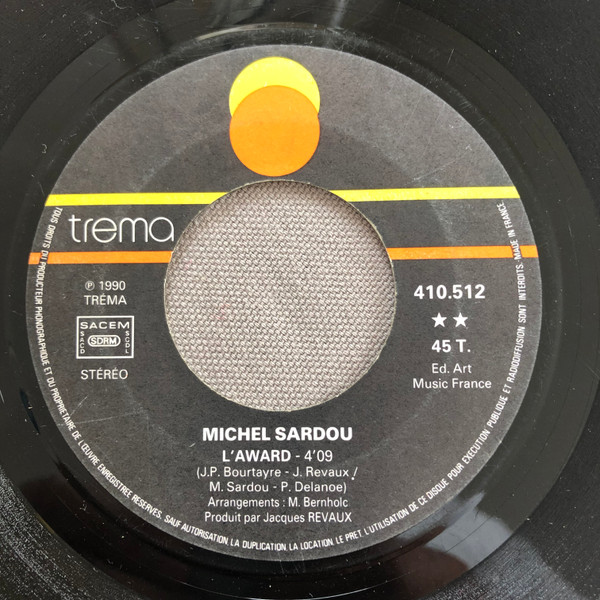 trema
℗ 1990
TRÉMA
SACEM
SACD
SDRM
SCGDL
STÉRÉO
410.512
★★
45 T.
Ed. Art
Music France
MICHEL SARDOU
L'AWARD - 4'09
(J.P. Bourtayre - J. Revaux /
M. Sardou - P. Delanoe)
Arrangements : M. Bernholc
Produit par Jacques REVAUX
TOUS DROITS DU PRODUCTEUR PHONOGRAPHIQUE ET DU PROPRIETAIRE DE L'ŒUVRE ENREGISTREE RESERVES. SAUF AUTORISATION, LA DUPLICATION, LA LOCATION, LE PRET, L'UTILISATION DE CE DISQUE POUR EXECUTION PUBLIQUE ET RADIODIFFUSION SONT INTERDITS. MADE IN FRANCE.